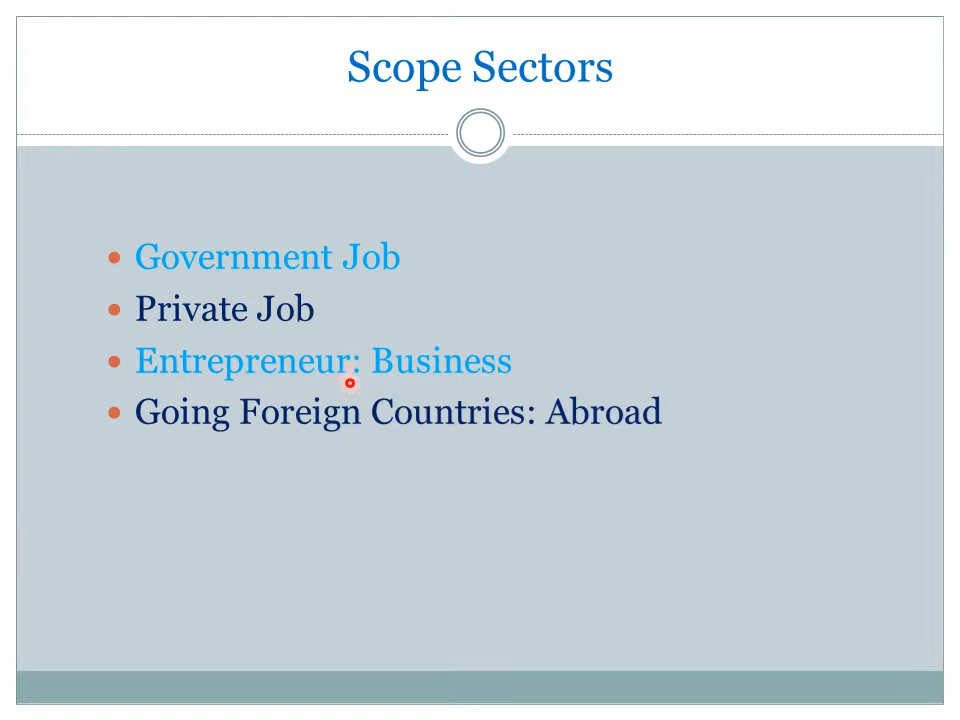 Scope Sectors
Government Job
Private Job
Entrepreneur: Business
Going Foreign Countries: Abroad